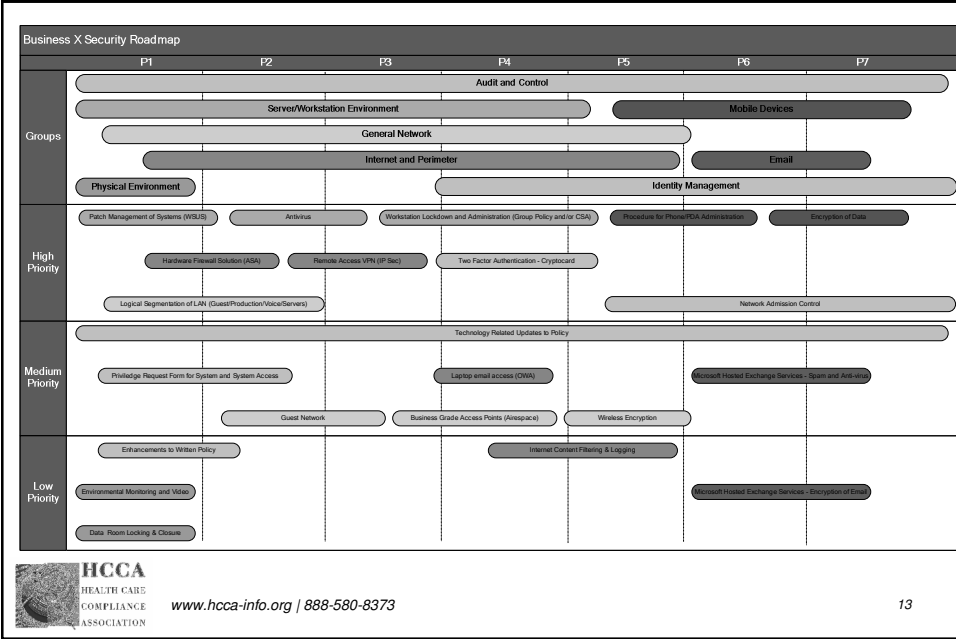 Business X Security Roadmap
P1 P2 P3 P4 P5 P6 P7
Groups
Audit and Control
Server/Workstation Environment
Mobile Devices
General Network
Internet and Perimeter
Email
Physical Environment
Identity Management
High Priority
Patch Management of Systems (WSUS)
Antivirus
Workstation Lockdown and Administration (Group Policy and/or CSA)
Procedure for Phone/PDA Administration
Encryption of Data
Hardware Firewall Solution (ASA)
Remote Access VPN (IP Sec)
Two Factor Authentication - Cryptocard
Logical Segmentation of LAN (Guest/Production/Voice/Servers)
Network Admission Control
Medium Priority
Technology Related Updates to Policy
Priviledge Request Form for System and System Access
Laptop email access (OWA)
Microsoft Hosted Exchange Services - Spam and Anti-virus
Guest Network
Business Grade Access Points (Airespace)
Wireless Encryption
Low Priority
Enhancements to Written Policy
Internet Content Filtering & Logging
Environmental Monitoring and Video
Microsoft Hosted Exchange Services - Encryption of Email
Data Room Locking & Closure
HCCA
HEALTH CARE
COMPLIANCE
ASSOCIATION
www.hcca-info.org | 888-580-8373
13